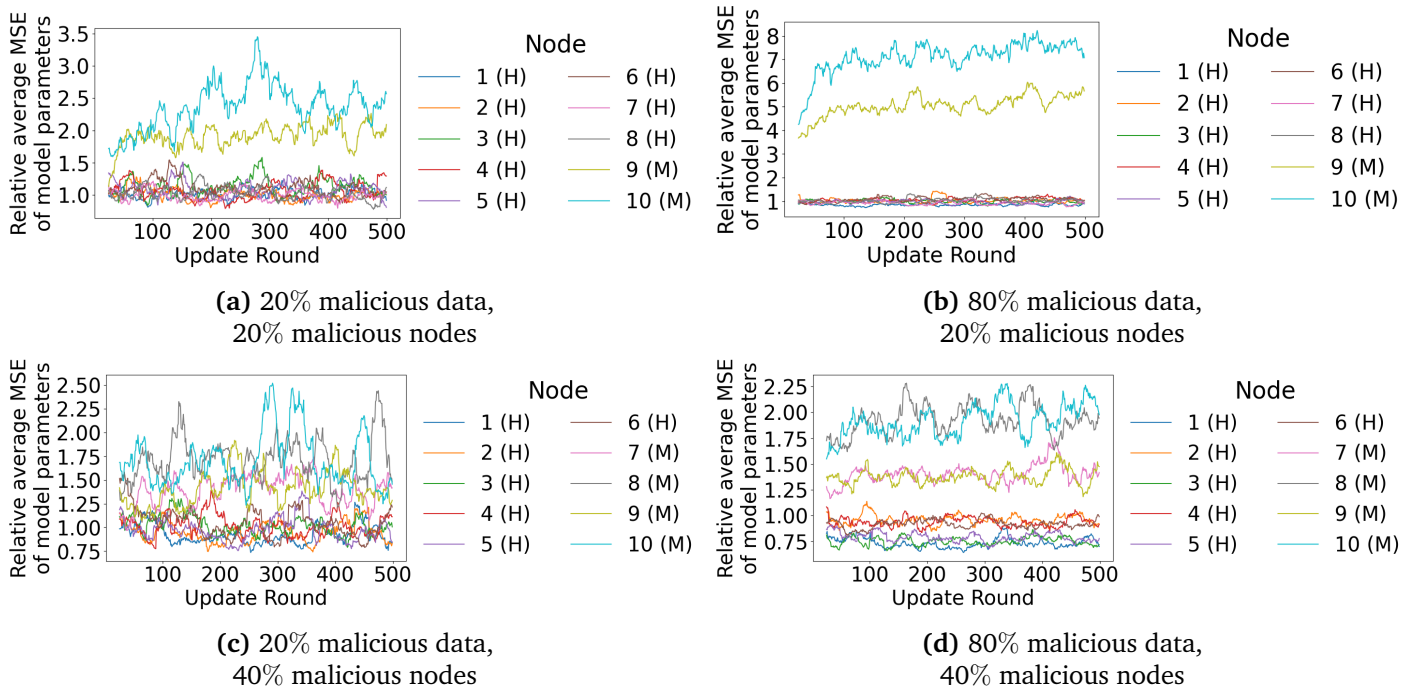 Relative average MSE
of model parameters
3.5
3.0
2.5
2.0
1.5
1.0
100 200 300 400 500
Update Round
Node
1 (H) 6 (H)
2 (H) 7 (H)
3 (H) 8 (H)
4 (H) 9 (M)
5 (H) 10 (M)
(a) 20% malicious data,
20% malicious nodes
Relative average MSE
of model parameters
8
7
6
5
4
3
2
1
100 200 300 400 500
Update Round
Node
1 (H) 6 (H)
2 (H) 7 (H)
3 (H) 8 (H)
4 (H) 9 (M)
5 (H) 10 (M)
(b) 80% malicious data,
20% malicious nodes
Relative average MSE
of model parameters
2.50
2.25
2.00
1.75
1.50
1.25
1.00
0.75
100 200 300 400 500
Update Round
Node
1 (H) 6 (H)
2 (H) 7 (M)
3 (H) 8 (M)
4 (H) 9 (M)
5 (H) 10 (M)
(c) 20% malicious data,
40% malicious nodes
Relative average MSE
of model parameters
2.25
2.00
1.75
1.50
1.25
1.00
0.75
100 200 300 400 500
Update Round
Node
1 (H) 6 (H)
2 (H) 7 (M)
3 (H) 8 (M)
4 (H) 9 (M)
5 (H) 10 (M)
(d) 80% malicious data,
40% malicious nodes